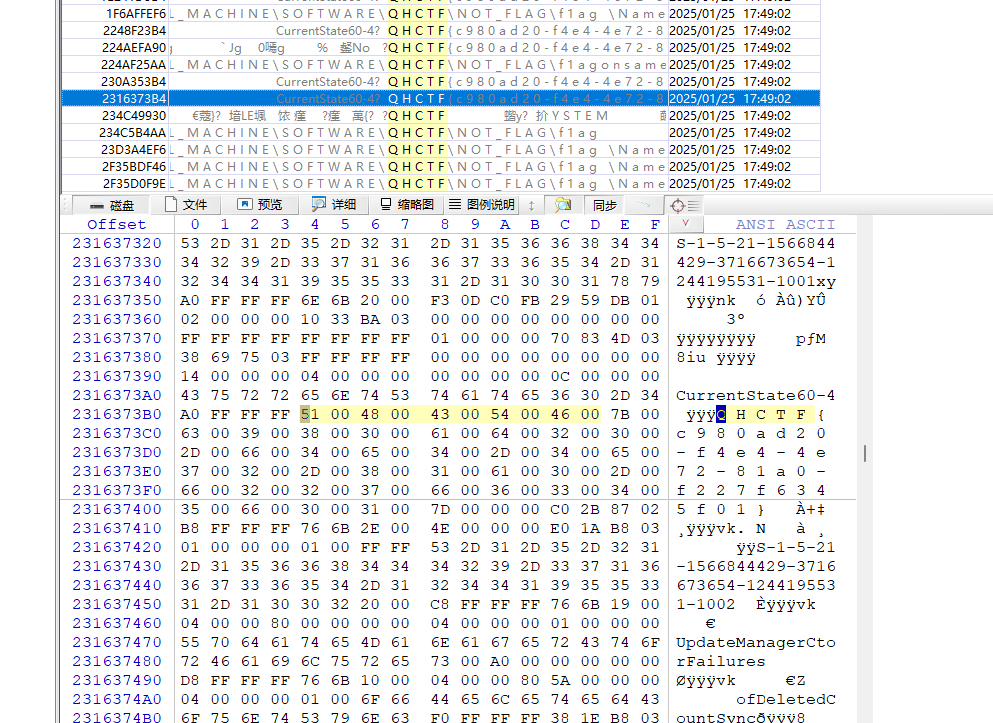 1F6AFFEF6 L_MACHINE\SOFTWARE\QHCTF\NOT_FLAG\f1ag \Name 2025/01/25 17:49:02
2248F23B4 CurrentState60-4? QHCTF{c980ad20-f4e4-4e72-8 2025/01/25 17:49:02
224AEFA90 QHCTF 2025/01/25 17:49:02
224AF25AA L_MACHINE\SOFTWARE\QHCTF\NOT_FLAG\f1agonsame 2025/01/25 17:49:02
230A353B4 CurrentState60-4? QHCTF{c980ad20-f4e4-4e72-8 2025/01/25 17:49:02
2316373B4 CurrentState60-4? QHCTF{c980ad20-f4e4-4e72-8 2025/01/25 17:49:02
234C49930 QHCTF YSTEM 2025/01/25 17:49:02
234C5B4AA L_MACHINE\SOFTWARE\QHCTF\NOT_FLAG\f1ag 2025/01/25 17:49:02
23D3A4EF6 L_MACHINE\SOFTWARE\QHCTF\NOT_FLAG\f1ag \Name 2025/01/25 17:49:02
2F35BDF46 L_MACHINE\SOFTWARE\QHCTF\NOT_FLAG\f1ag \Name 2025/01/25 17:49:02
2F35D0F9E L_MACHINE\SOFTWARE\QHCTF\NOT_FLAG\f1ag \Name 2025/01/25 17:49:02
磁盘 文件 预览 详细 缩略图 图例说明 同步
Offset 0 1 2 3 4 5 6 7 8 9 A B C D E F ANSI ASCII
231637320 53 2D 31 2D 35 2D 32 31 2D 31 35 36 36 38 34 34 S-1-5-21-1566844
231637330 34 32 39 2D 33 37 31 36 36 37 33 36 35 34 2D 31 429-3716673654-1
231637340 32 34 34 31 39 35 35 33 31 2D 31 30 30 31 78 79 244195531-1001xy
231637350 A0 FF FF FF 6E 6B 20 00 F3 0D C0 FB 29 59 DB 01 ÿÿÿnk ó Àû)YÛ
231637360 02 00 00 00 10 33 BA 03 00 00 00 00 00 00 00 00 3º
231637370 FF FF FF FF FF FF FF FF 01 00 00 00 70 83 4D 03 ÿÿÿÿÿÿÿÿ pƒM
231637380 38 69 75 03 FF FF FF FF 00 00 00 00 00 00 00 00 8iu ÿÿÿÿ
231637390 14 00 00 00 04 00 00 00 00 00 00 00 0C 00 00 00
2316373A0 43 75 72 72 65 6E 74 53 74 61 74 65 36 30 2D 34 CurrentState60-4
2316373B0 A0 FF FF FF 51 00 48 00 43 00 54 00 46 00 7B 00 ÿÿÿQ H C T F {
2316373C0 63 00 39 00 38 00 30 00 61 00 64 00 32 00 30 00 c 9 8 0 a d 2 0
2316373D0 2D 00 66 00 34 00 65 00 34 00 2D 00 34 00 65 00 - f 4 e 4 - 4 e
2316373E0 37 00 32 00 2D 00 38 00 31 00 61 00 30 00 2D 00 7 2 - 8 1 a 0 -
2316373F0 66 00 32 00 32 00 37 00 66 00 36 00 33 00 34 00 f 2 2 7 f 6 3 4
231637400 35 00 66 00 30 00 31 00 7D 00 00 00 C0 2B 87 02 5 f 0 1 } À+‡
231637410 B8 FF FF FF 76 6B 2E 00 4E 00 00 00 E0 1A B8 03 ¸ÿÿÿvk. N à ¸
231637420 01 00 00 00 01 00 FF FF 53 2D 31 2D 35 2D 32 31 ÿÿS-1-5-21
231637430 2D 31 35 36 36 38 34 34 34 32 39 2D 33 37 31 36 -1566844429-3716
231637440 36 37 33 36 35 34 2D 31 32 34 34 31 39 35 35 33 673654-124419553
231637450 31 2D 31 30 30 32 20 00 C8 FF FF FF 76 6B 19 00 1-1002 Èÿÿÿvk
231637460 04 00 00 80 00 00 00 00 04 00 00 00 01 00 00 00 €
231637470 55 70 64 61 74 65 4D 61 6E 61 67 65 72 43 74 6F UpdateManagerCto
231637480 72 46 61 69 6C 75 72 65 73 00 A0 00 00 00 00 00 rFailures
231637490 D8 FF FF FF 76 6B 10 00 04 00 00 80 5A 00 00 00 Øÿÿÿvk €Z
2316374A0 04 00 00 00 01 00 6F 66 44 65 6C 65 74 65 64 43 ofDeletedC
2316374B0 6F 75 6E 74 53 79 6E 63 F0 FF FF FF 38 1E B8 03 ountSyncðÿÿÿ8